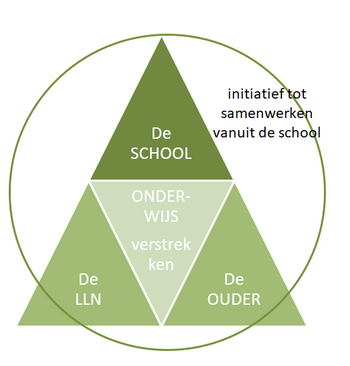 initiatief tot
samenwerken
vanuit de school
De
SCHOOL
ONDER-
WIJS
verstrek
ken
De
LLN
De
OUDER